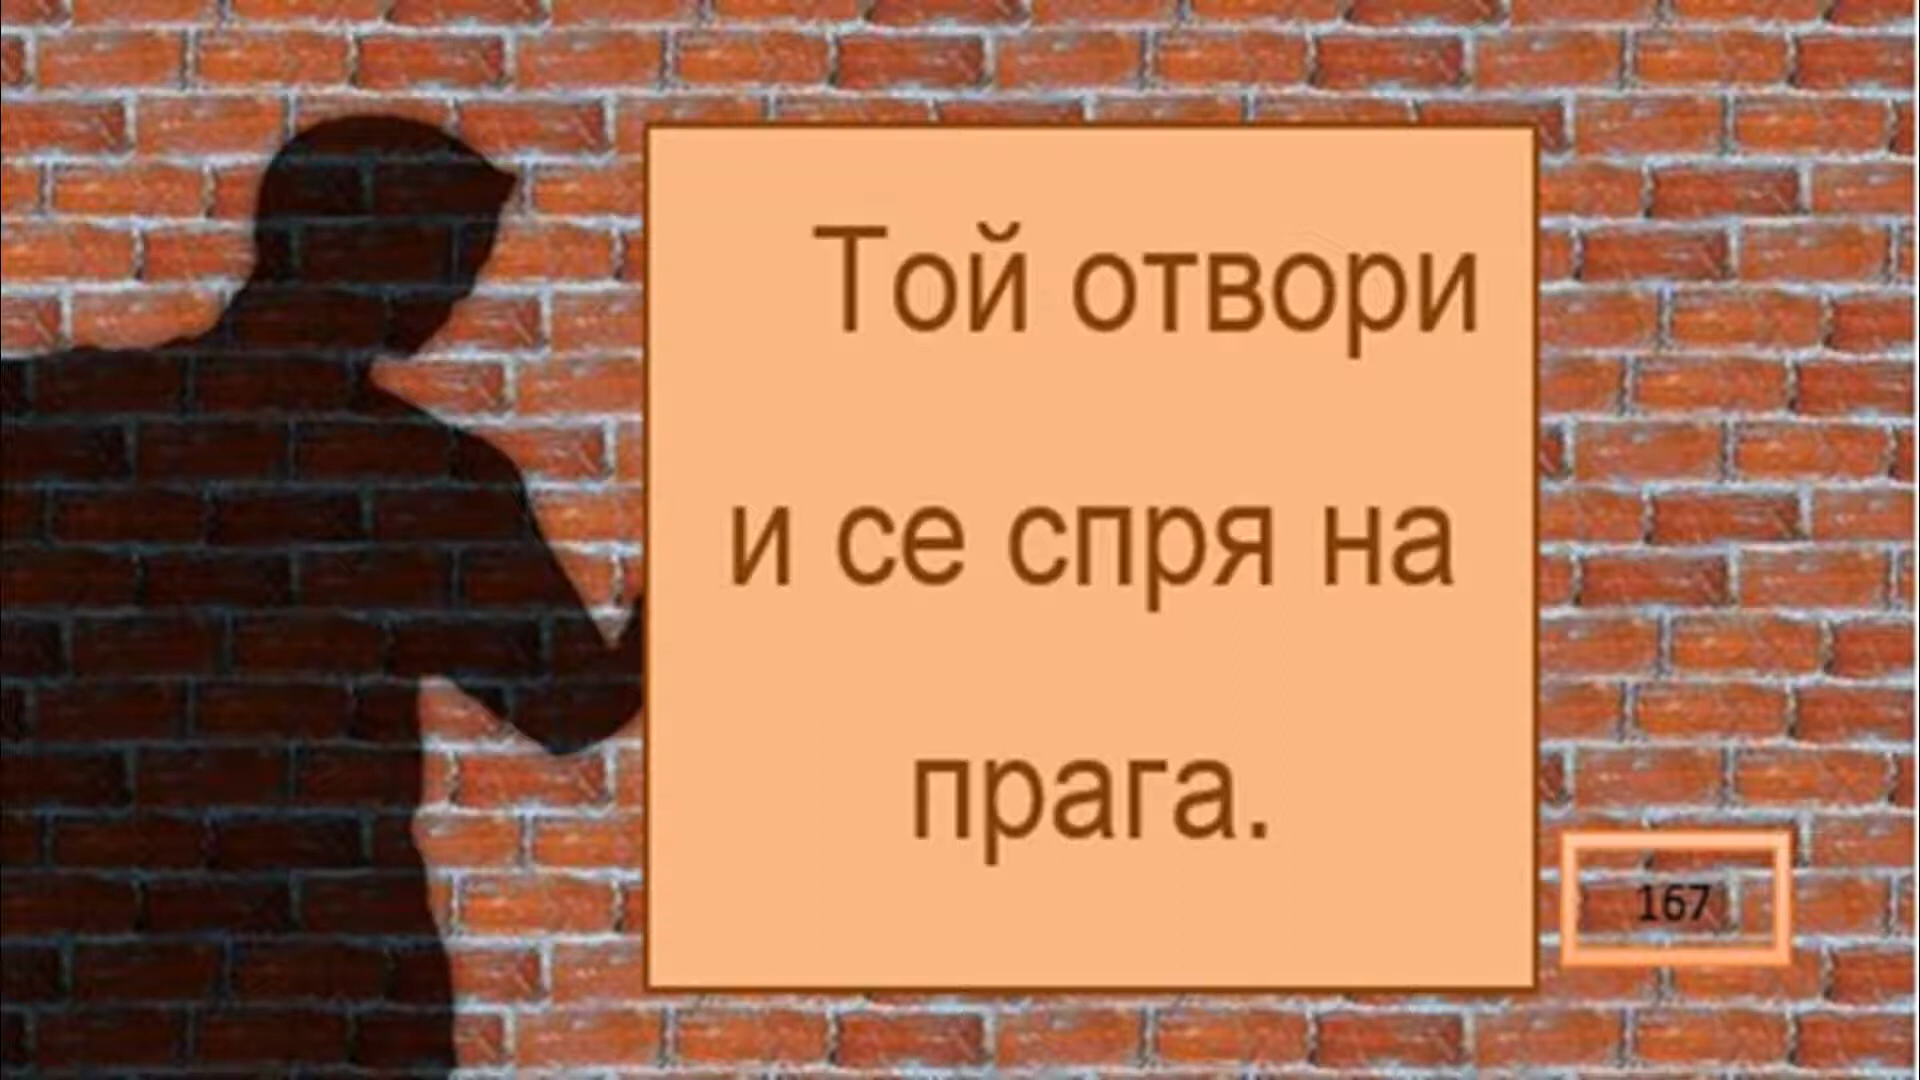 Той отвори
и се спря на
прага.
167